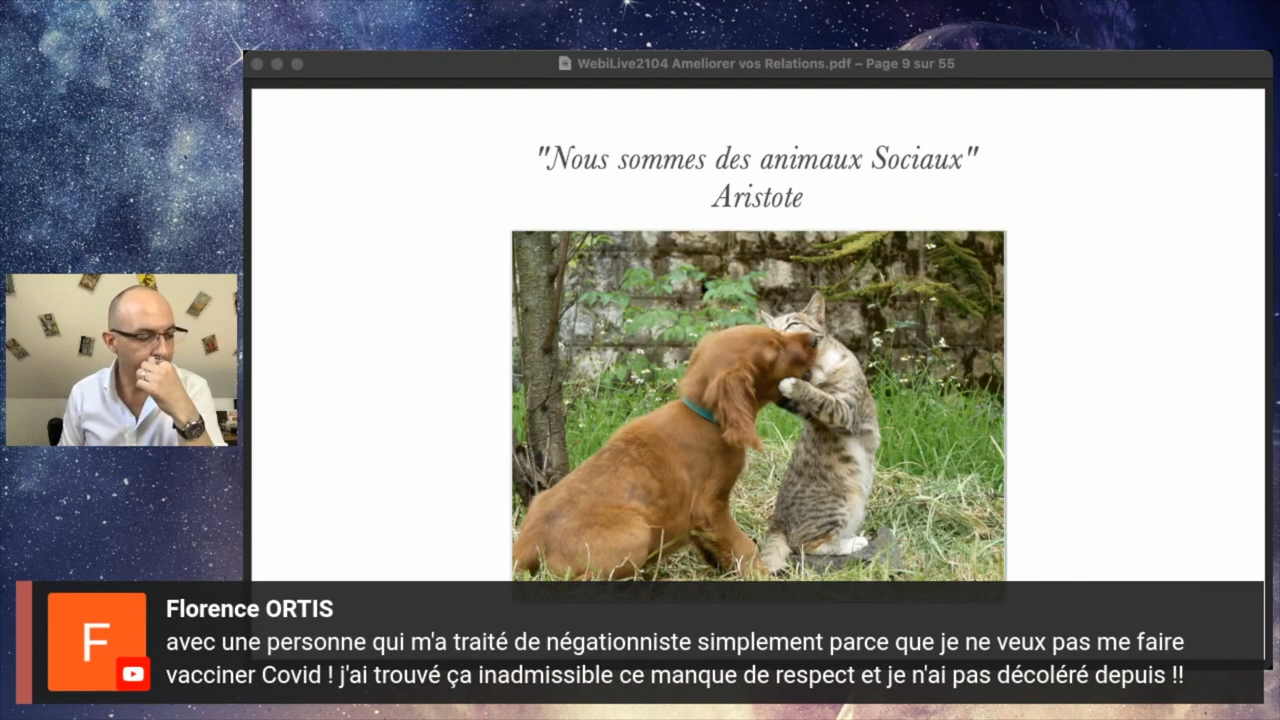 WebiLive2104 Ameliorer vos Relations.pdf – Page 9 sur 55
"Nous sommes des animaux Sociaux"
Aristote
F
Florence ORTIS
avec une personne qui m'a traité de négationniste simplement parce que je ne veux pas me faire
vacciner Covid ! j'ai trouvé ça inadmissible ce manque de respect et je n'ai pas décoléré depuis !!